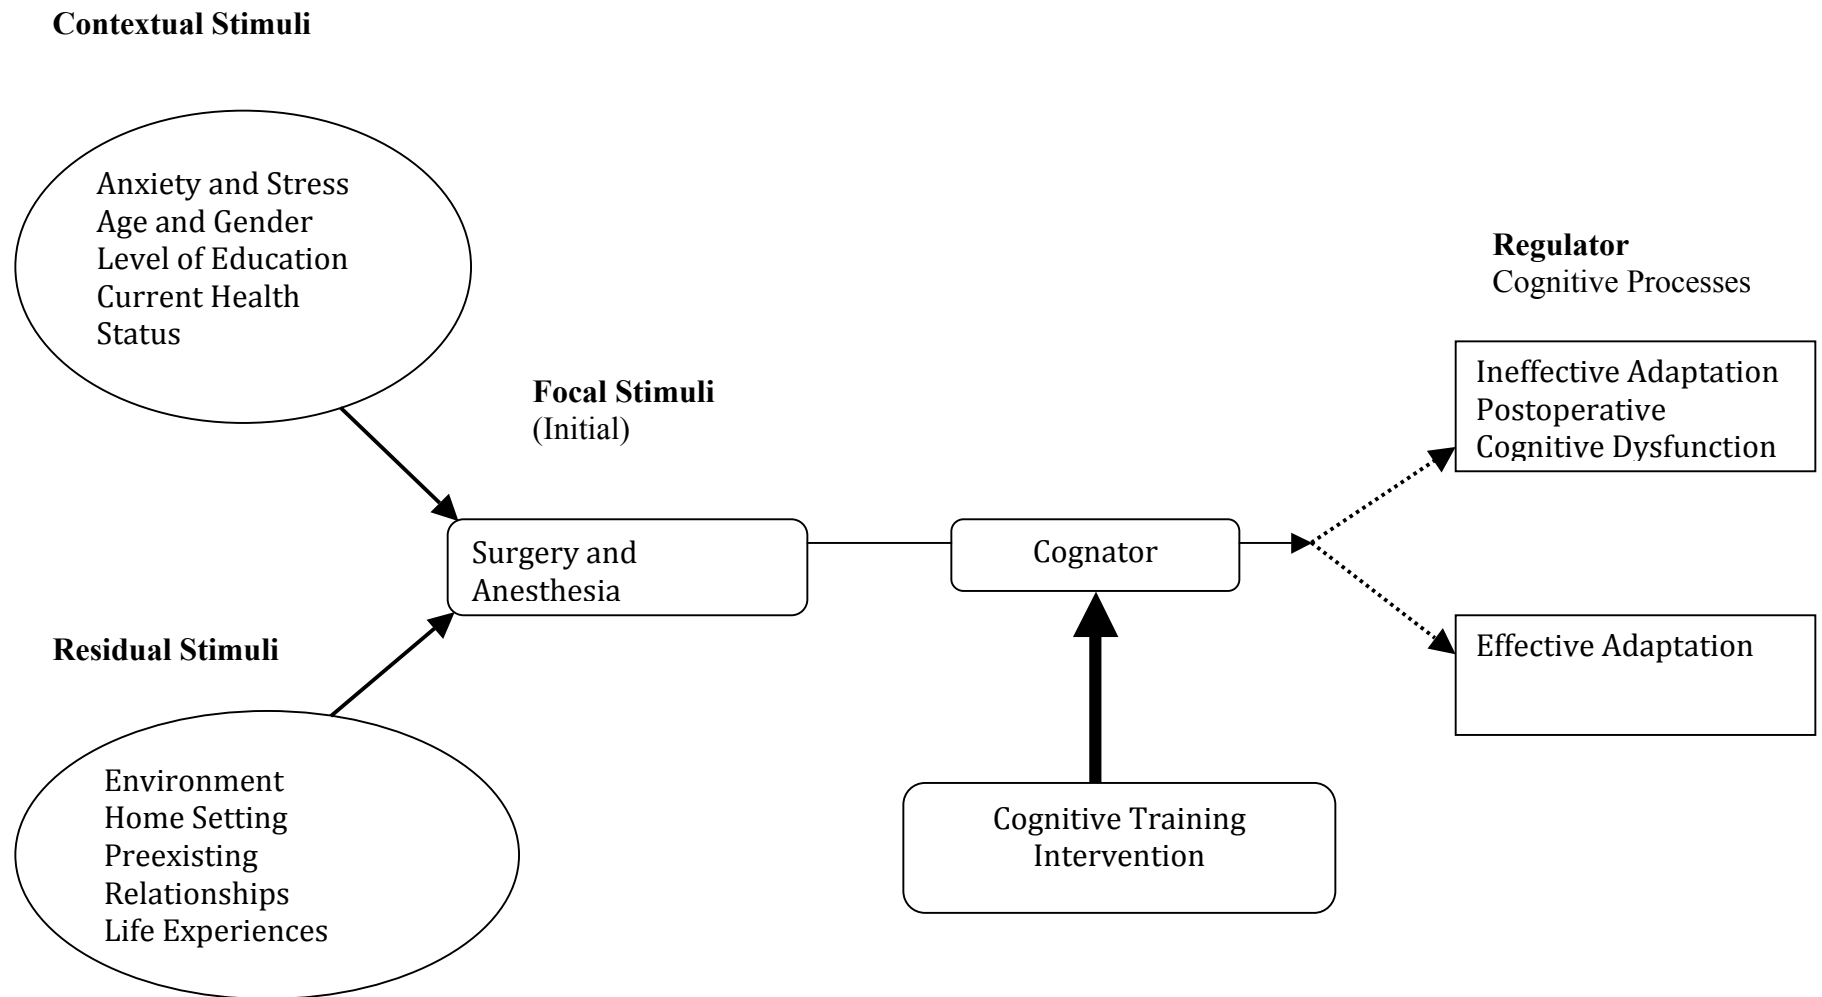 Contextual Stimuli
Anxiety and Stress
Age and Gender
Level of Education
Current Health
Status
Regulator
Cognitive Processes
Ineffective Adaptation
Postoperative
Cognitive Dysfunction
Focal Stimuli
(Initial)
Surgery and
Anesthesia
Cognator
Residual Stimuli
Effective Adaptation
Environment
Home Setting
Preexisting
Relationships
Life Experiences
Cognitive Training
Intervention